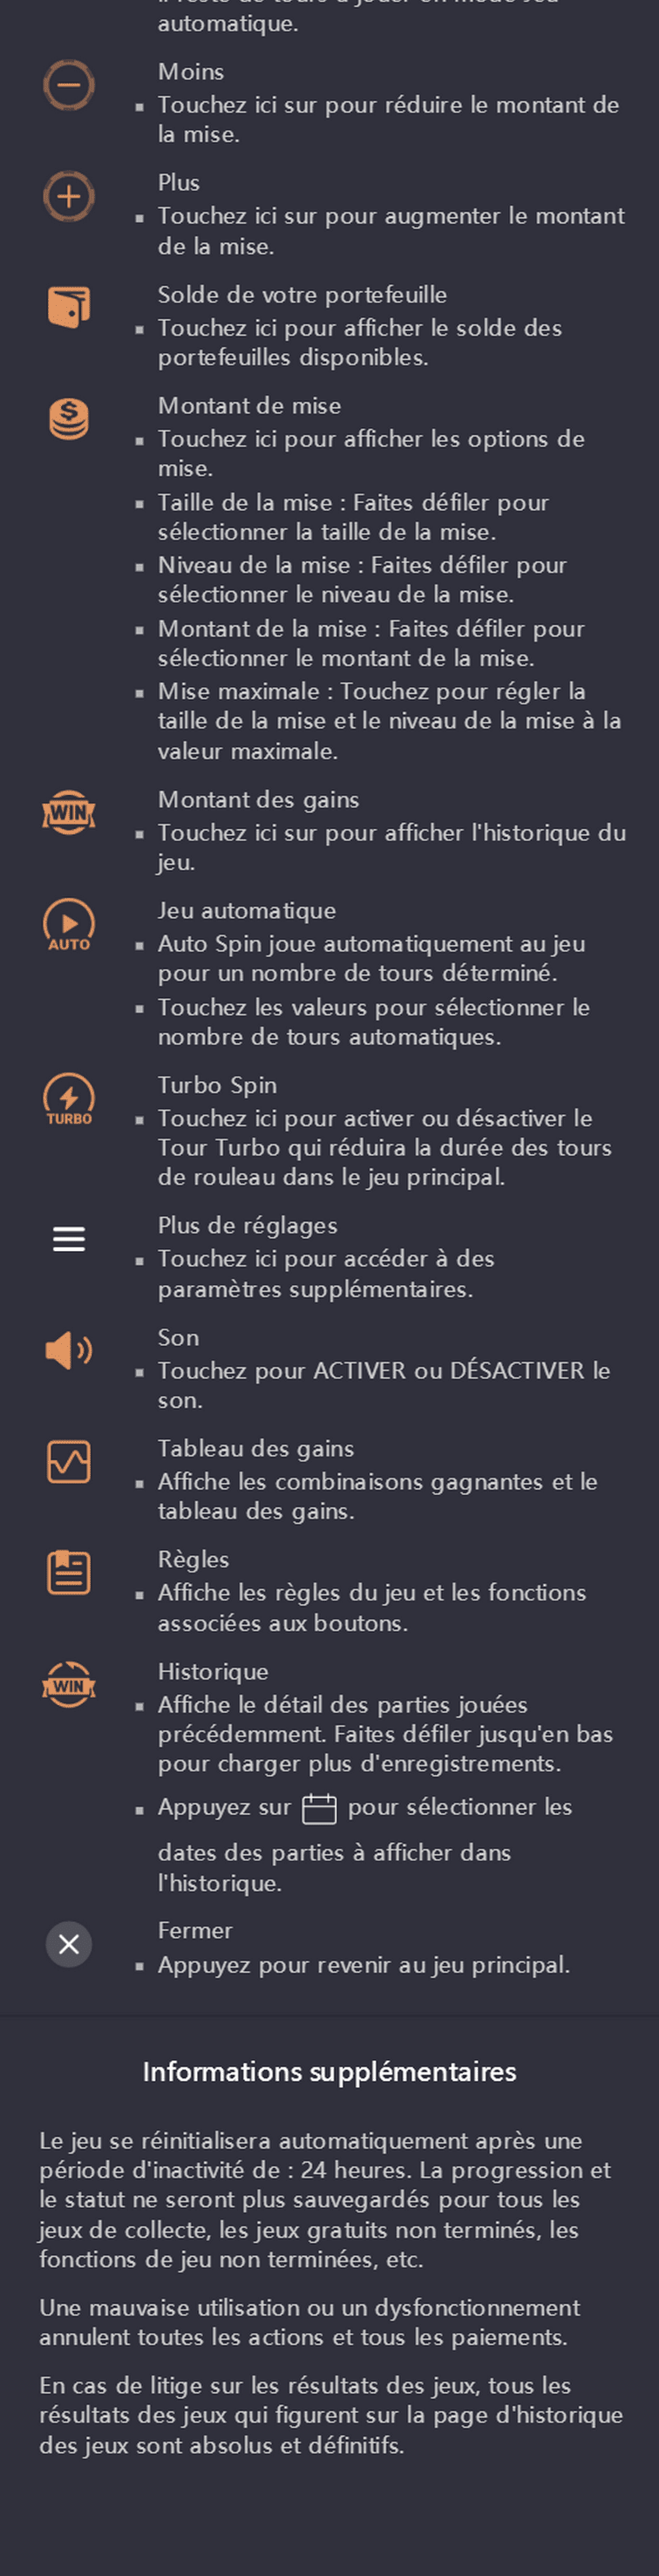 automatique.
Moins
Touchez ici sur pour réduire le montant de
la mise.
Plus
Touchez ici sur pour augmenter le montant
de la mise.
Solde de votre portefeuille
Touchez ici pour afficher le solde des
portefeuilles disponibles.
Montant de mise
Touchez ici pour afficher les options de
mise.
Taille de la mise : Faites défiler pour
sélectionner la taille de la mise.
Niveau de la mise : Faites défiler pour
sélectionner le niveau de la mise.
Montant de la mise : Faites défiler pour
sélectionner le montant de la mise.
Mise maximale : Touchez pour régler la
taille de la mise et le niveau de la mise à la
valeur maximale.
WIN
Montant des gains
Touchez ici sur pour afficher l'historique du
jeu.
AUTO
Jeu automatique
Auto Spin joue automatiquement au jeu
pour un nombre de tours déterminé.
Touchez les valeurs pour sélectionner le
nombre de tours automatiques.
TURBO
Turbo Spin
Touchez ici pour activer ou désactiver le
Tour Turbo qui réduira la durée des tours
de rouleau dans le jeu principal.
Plus de réglages
Touchez ici pour accéder à des
paramètres supplémentaires.
Son
Touchez pour ACTIVER ou DÉSACTIVER le
son.
Tableau des gains
Affiche les combinaisons gagnantes et le
tableau des gains.
Règles
Affiche les règles du jeu et les fonctions
associées aux boutons.
WIN
Historique
Affiche le détail des parties jouées
précédemment. Faites défiler jusqu'en bas
pour charger plus d'enregistrements.
Appuyez sur pour sélectionner les
dates des parties à afficher dans
l'historique.
Fermer
Appuyez pour revenir au jeu principal.
Informations supplémentaires
Le jeu se réinitialisera automatiquement après une
période d'inactivité de : 24 heures. La progression et
le statut ne seront plus sauvegardés pour tous les
jeux de collecte, les jeux gratuits non terminés, les
fonctions de jeu non terminées, etc.
Une mauvaise utilisation ou un dysfonctionnement
annulent toutes les actions et tous les paiements.
En cas de litige sur les résultats des jeux, tous les
résultats des jeux qui figurent sur la page d'historique
des jeux sont absolus et définitifs.